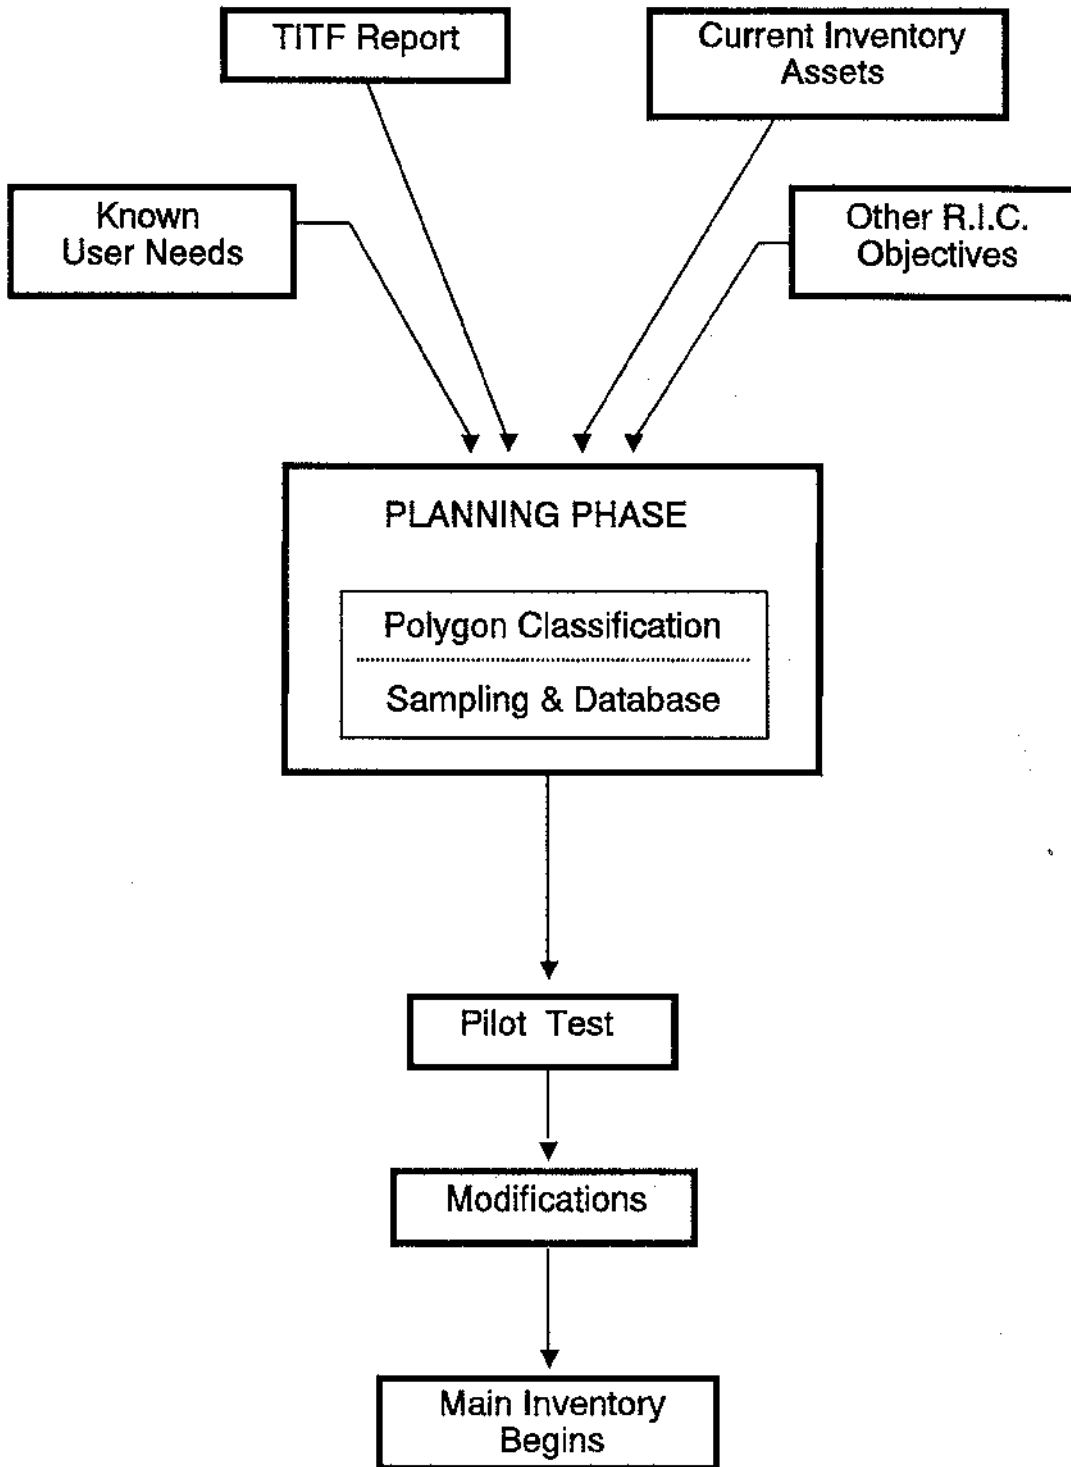 TITF Report
Current Inventory
Assets
Known
User Needs
Other R.I.C.
Objectives
PLANNING PHASE
Polygon Classification
Sampling & Database
Pilot Test
Modifications
Main Inventory
Begins